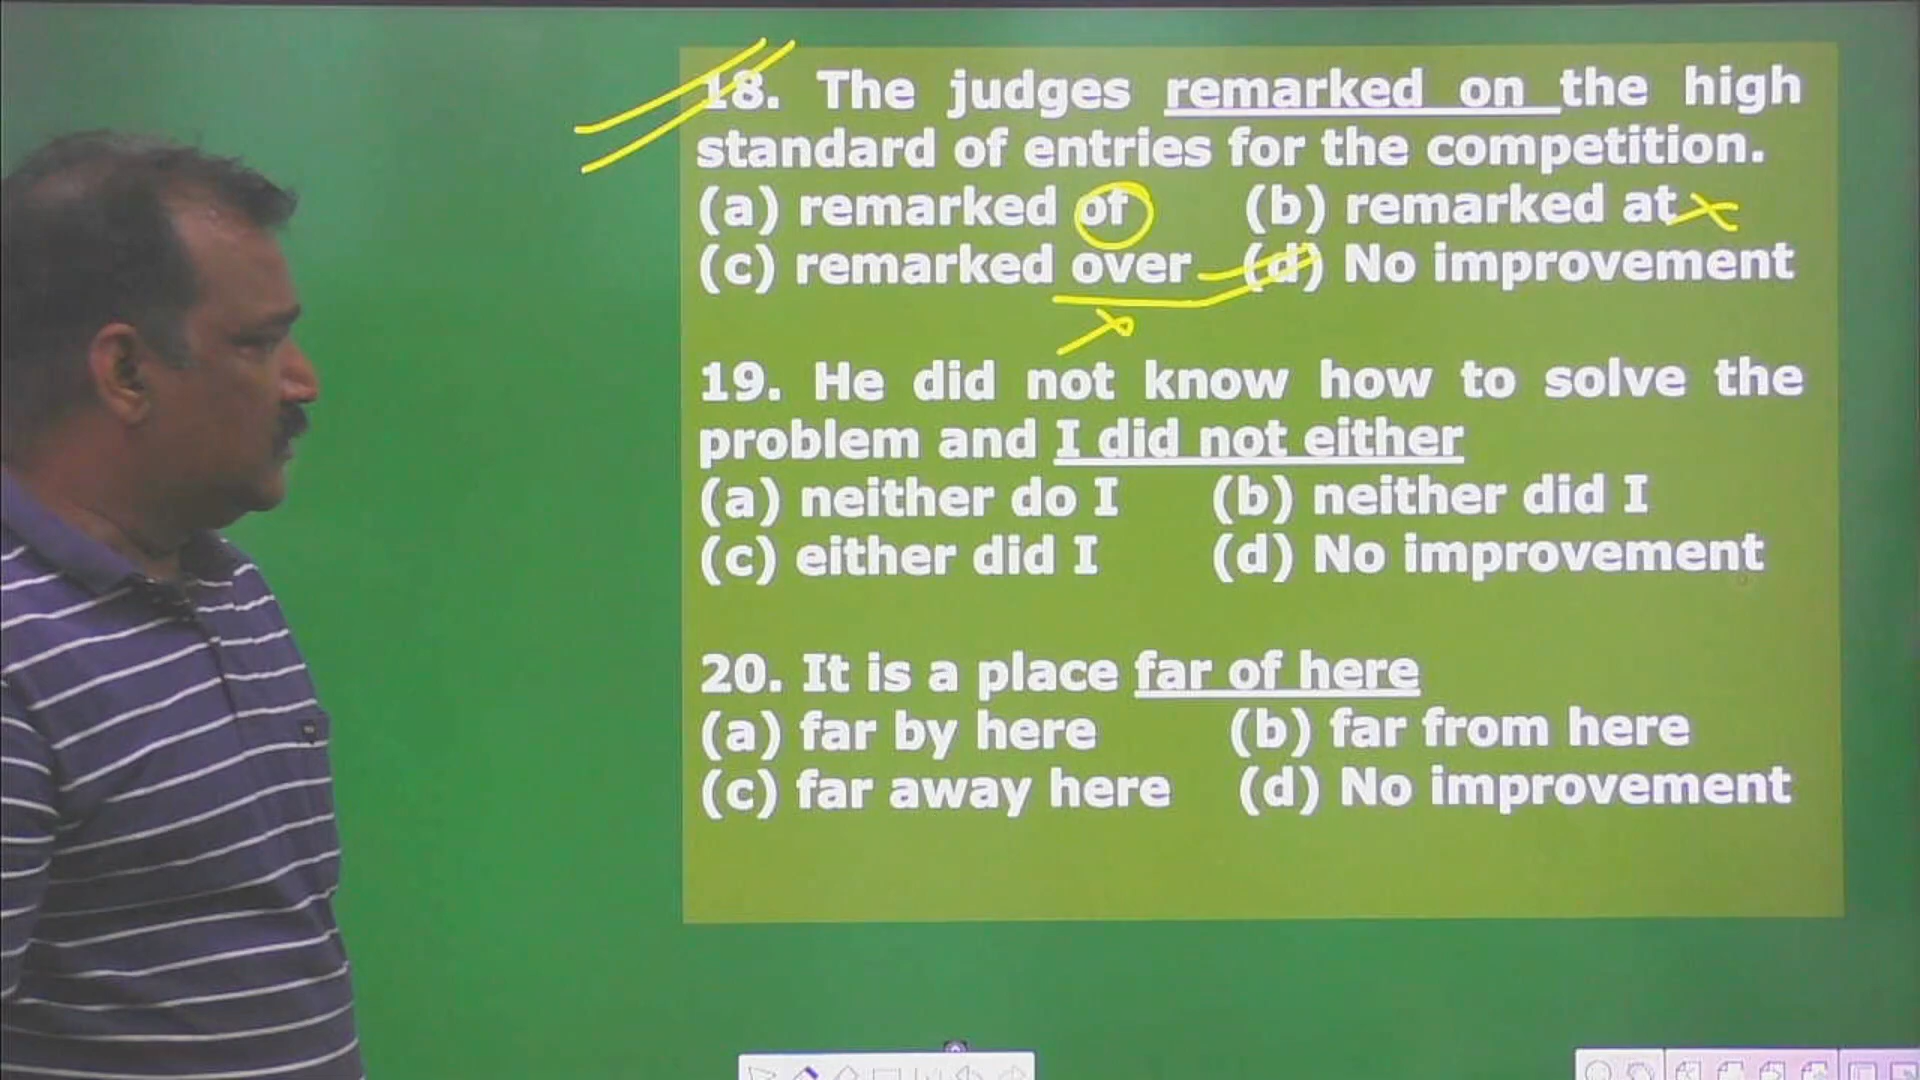 18. The judges remarked on the high
standard of entries for the competition.
(a) remarked of (b) remarked at
(c) remarked over (d) No improvement
19. He did not know how to solve the
problem and I did not either
(a) neither do I (b) neither did I
(c) either did I (d) No improvement
20. It is a place far of here
(a) far by here (b) far from here
(c) far away here (d) No improvement